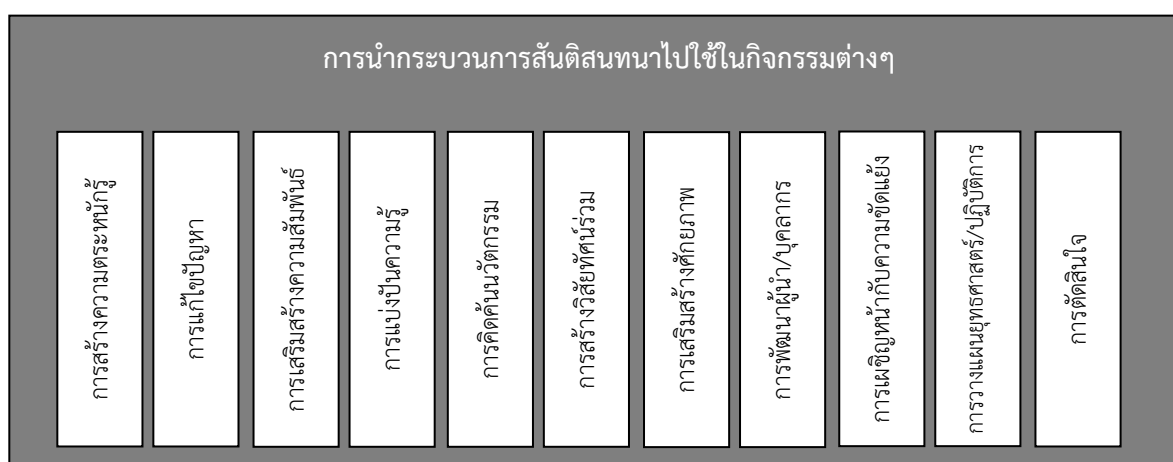 การนำกระบวนการสันติสนทนาไปใช้ในกิจกรรมต่างๆ
การสร้างความตระหนักรู้
การแก้ไขปัญหา
การเสริมสร้างความสัมพันธ์
การแบ่งปันความรู้
การคิดค้นนวัตกรรม
การสร้างวิสัยทัศน์ร่วม
การเสริมสร้างศักยภาพ
การพัฒนาผู้นำ/บุคลากร
การเผชิญหน้ากับความขัดแย้ง
การวางแผนยุทธศาสตร์/ปฏิบัติการ
การตัดสินใจ